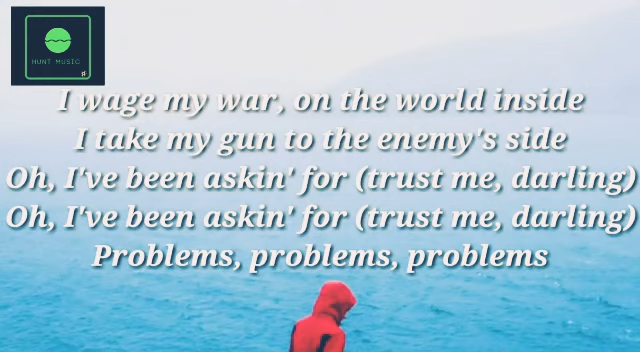 HUNT MUSIC
I wage my war, on the world inside
I take my gun to the enemy's side
Oh, I've been askin' for (trust me, darling)
Oh, I've been askin' for (trust me, darling)
Problems, problems, problems